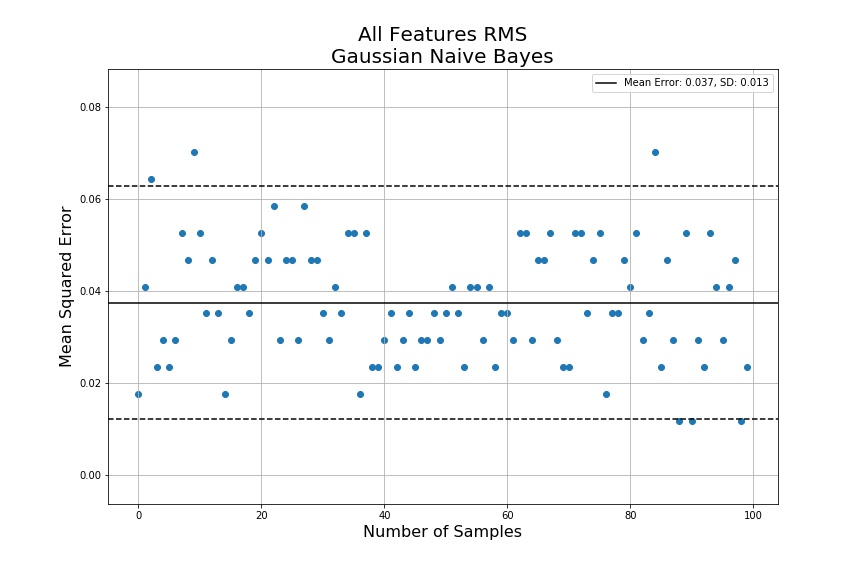 All Features RMS
Gaussian Naive Bayes
Mean Error: 0.037, SD: 0.013
Mean Squared Error
0.08
0.06
0.04
0.02
0.00
0 20 40 60 80 100
Number of Samples